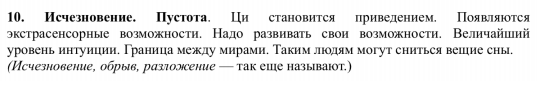 10. Исчезновение. Пустота. Ци становится приведением. Появляются
экстрасенсорные возможности. Надо развивать свои возможности. Величайший
уровень интуиции. Граница между мирами. Таким людям могут сниться вещие сны.
(Исчезновение, обрыв, разложение — так еще называют.)